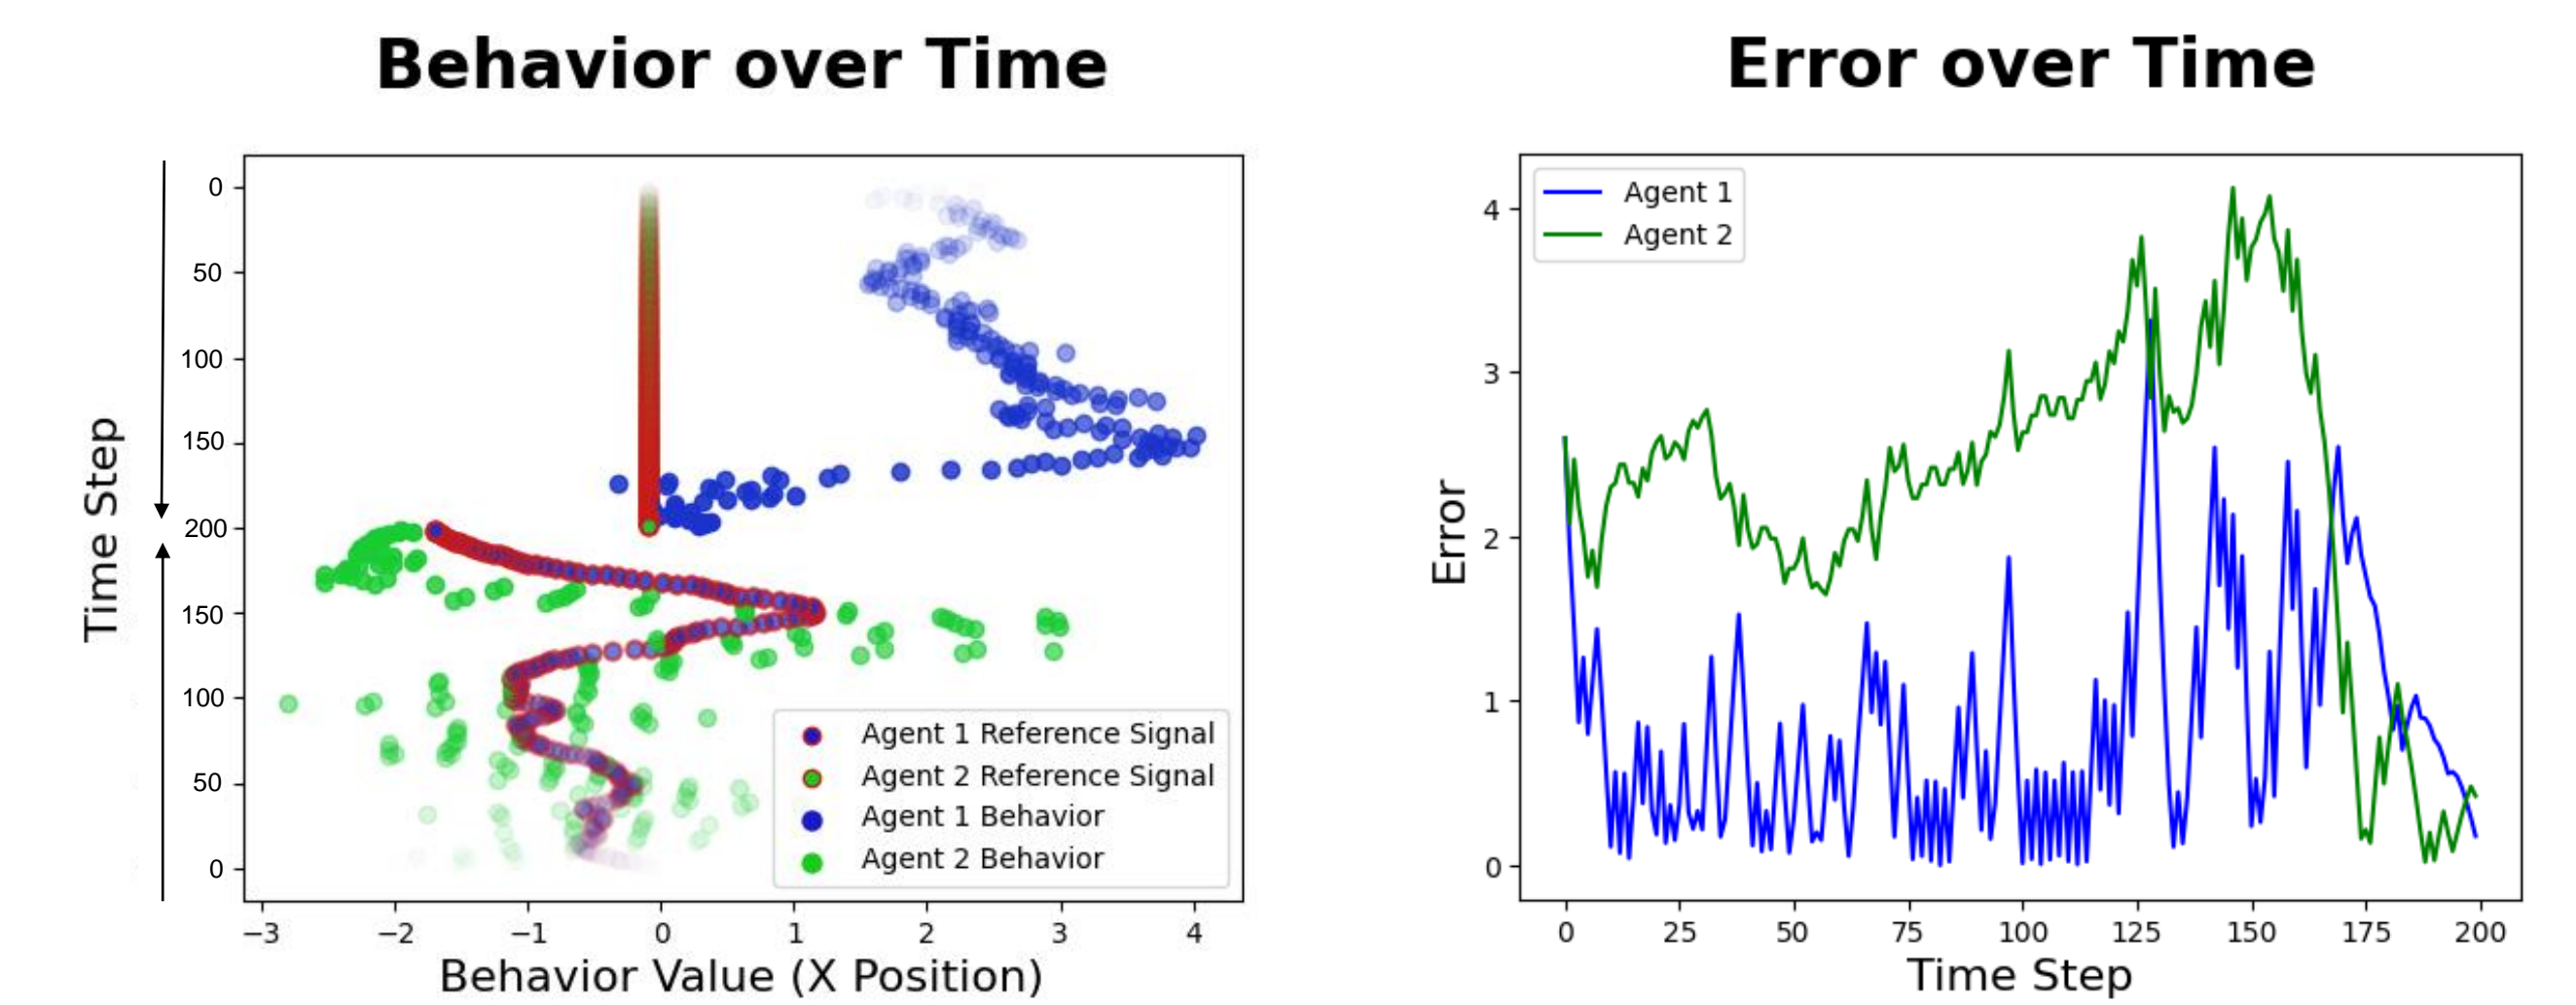 Behavior over Time
Time Step
0
50
100
150
200
150
100
50
0
−3 −2 −1 0 1 2 3 4
Behavior Value (X Position)
Agent 1 Reference Signal
Agent 2 Reference Signal
Agent 1 Behavior
Agent 2 Behavior
Error over Time
Agent 1
Agent 2
Error
4
3
2
1
0
0 25 50 75 100 125 150 175 200
Time Step